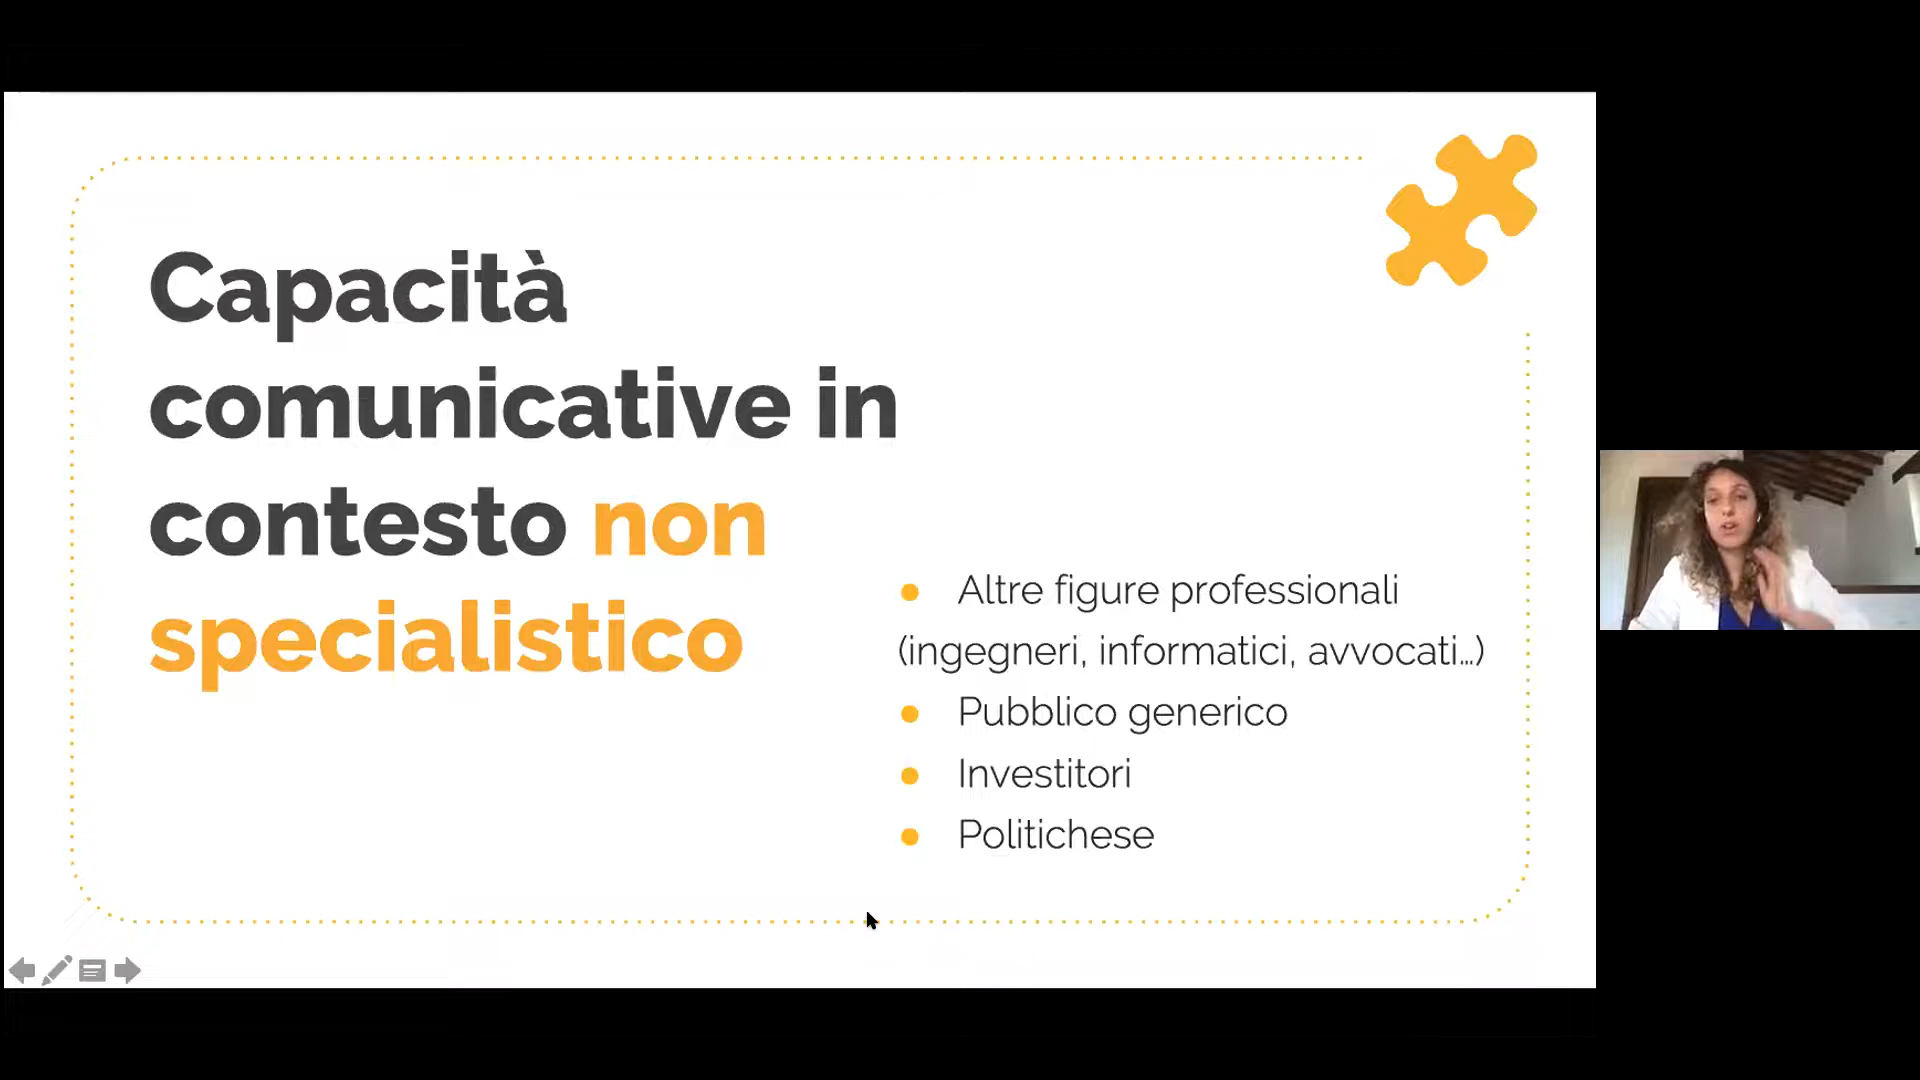 Capacità
comunicative in
contesto non
specialistico
Altre figure professionali
(ingegneri, informatici, avvocati...)
Pubblico generico
Investitori
Politichese